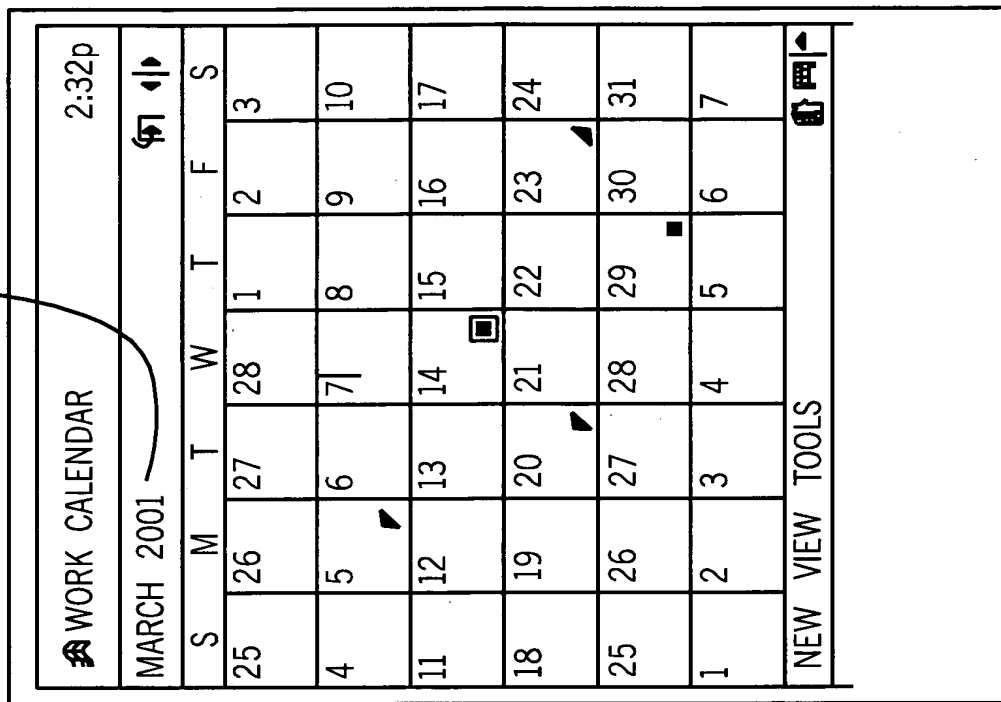 WORK CALENDAR 2:32p
MARCH 2001
S M T W T F S
25 26 27 28 1 2 3
4 5 6 7 8 9 10
11 12 13 14 15 16 17
18 19 20 21 22 23 24
25 26 27 28 29 30 31
1 2 3 4 5 6 7
NEW VIEW TOOLS